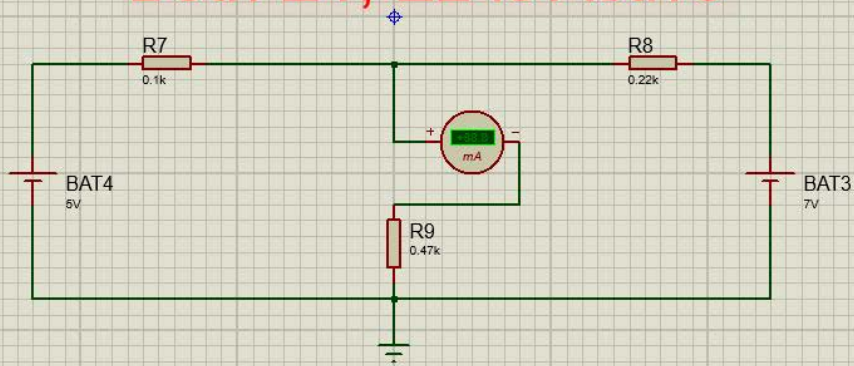 R7
0.1k
R8
0.22k
+
−
mA
BAT4
5V
BAT3
7V
R9
0.47k